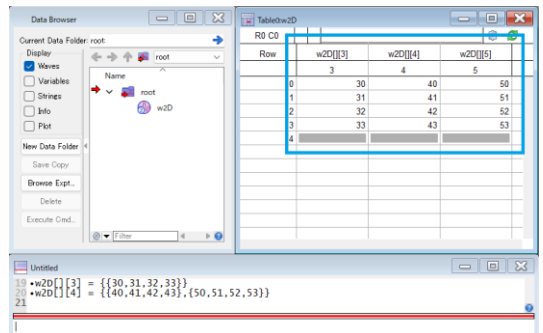 Data Browser
Current Data Folder: root:
Display
Waves
Variables
Strings
Info
Plot
New Data Folder
Save Copy
Browse Expt...
Delete
Execute Cmd...
root
Name
root
w2D
Filter
Table0:w2D
R0 C0
Row w2D[][3] w2D[][4] w2D[][5]
3 4 5
0 30 40 50
1 31 41 51
2 32 42 52
3 33 43 53
4
Untitled
19 •w2D[][3] = {{30,31,32,33}}
20 •w2D[][4] = {{40,41,42,43},{50,51,52,53}}
21